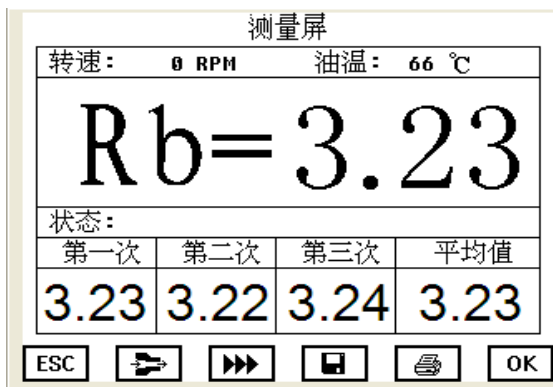 测量屏
转速: 0 RPM 油温: 66 ℃
Rb=3.23
状态:
第一次 第二次 第三次 平均值
3.23 3.22 3.24 3.23
ESC OK